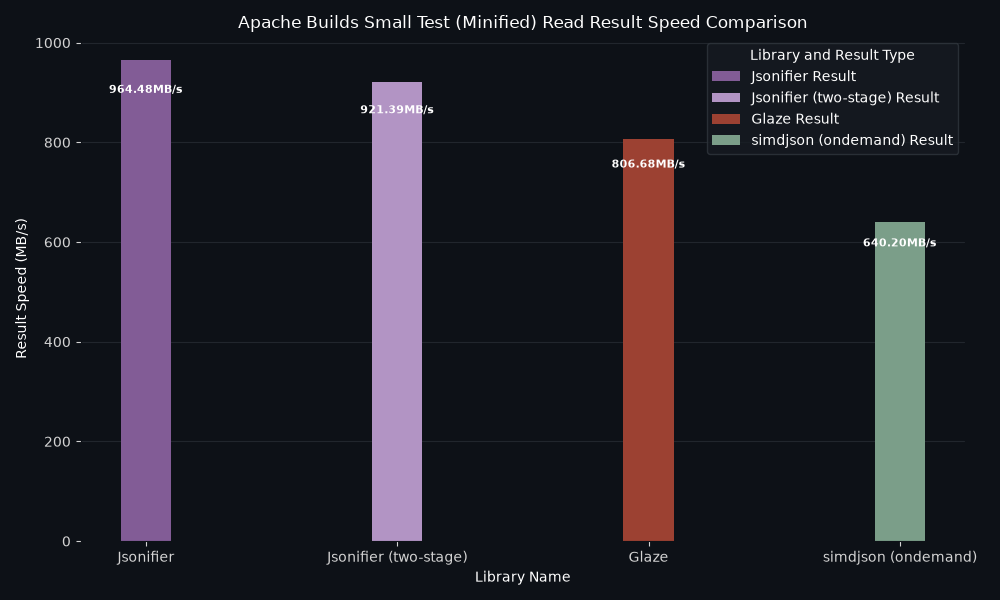 Apache Builds Small Test (Minified) Read Result Speed Comparison
Library and Result Type
Jsonifier Result
Jsonifier (two-stage) Result
Glaze Result
simdjson (ondemand) Result
Result Speed (MB/s)
1000
800
600
400
200
0
964.48MB/s
921.39MB/s
806.68MB/s
640.20MB/s
Jsonifier
Jsonifier (two-stage)
Glaze
simdjson (ondemand)
Library Name